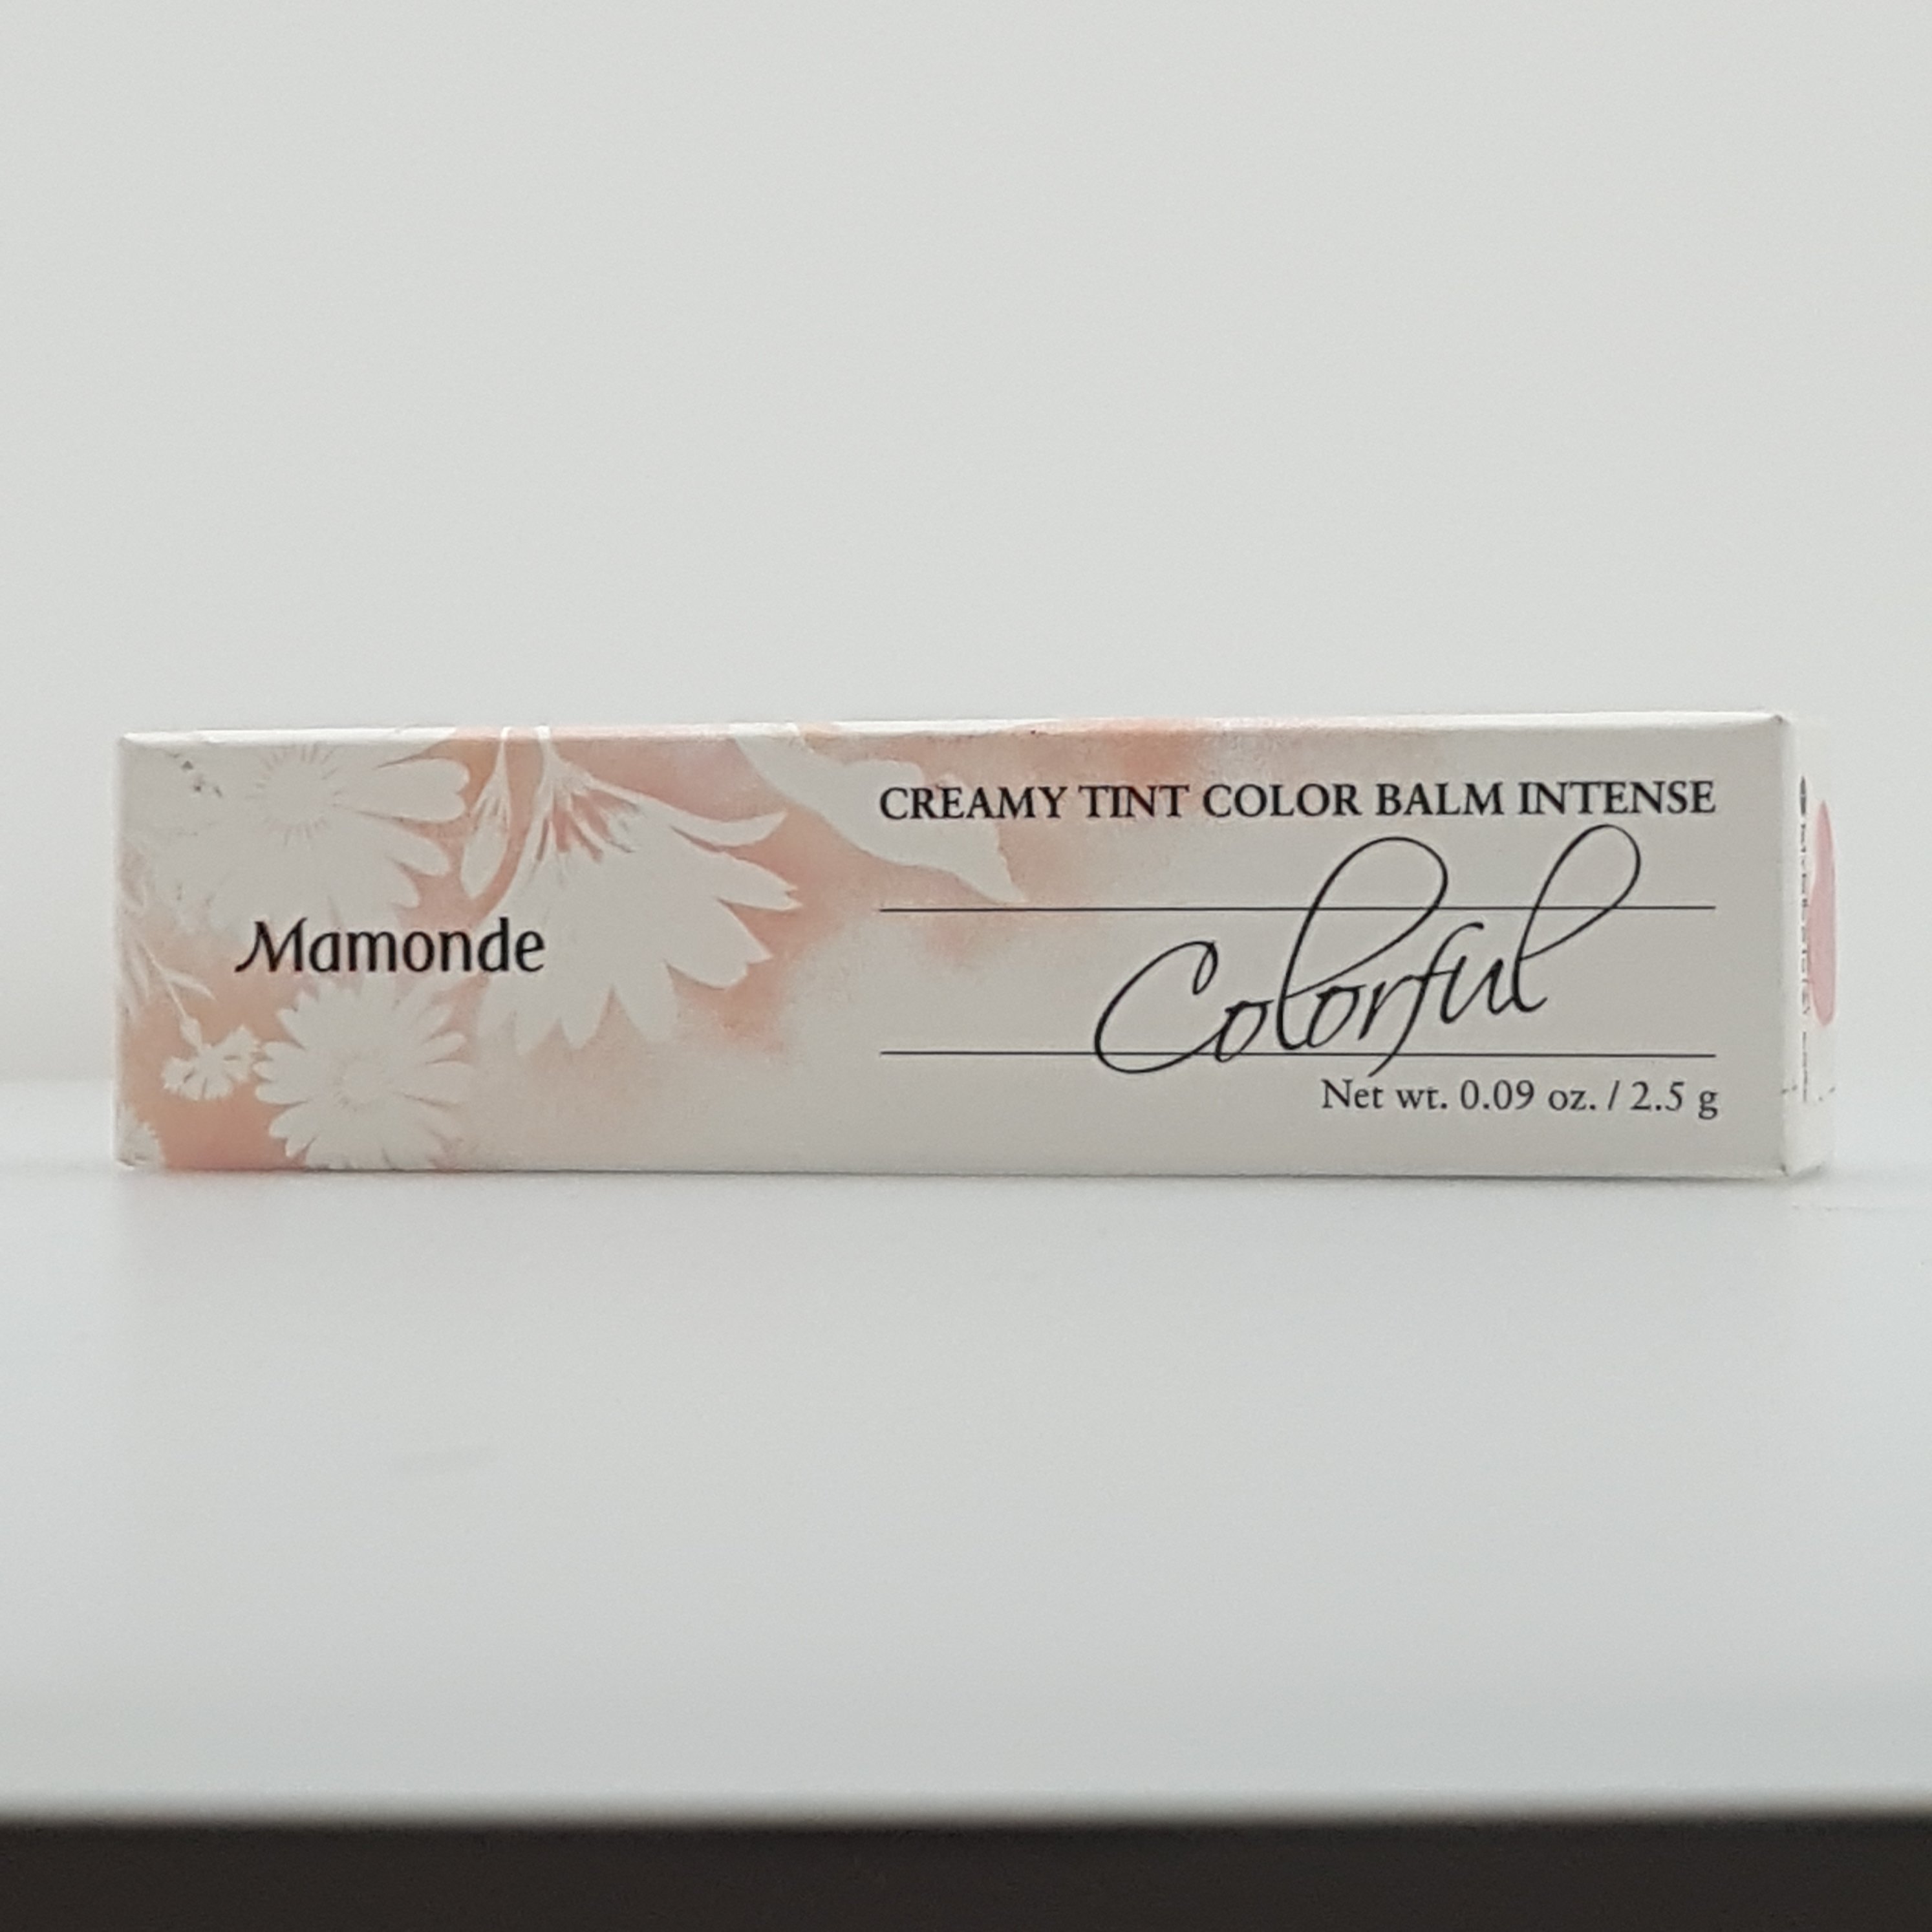 Mamonde
CREAMY TINT COLOR BALM INTENSE
Colorful
Net wt. 0.09 oz. / 2.5 g